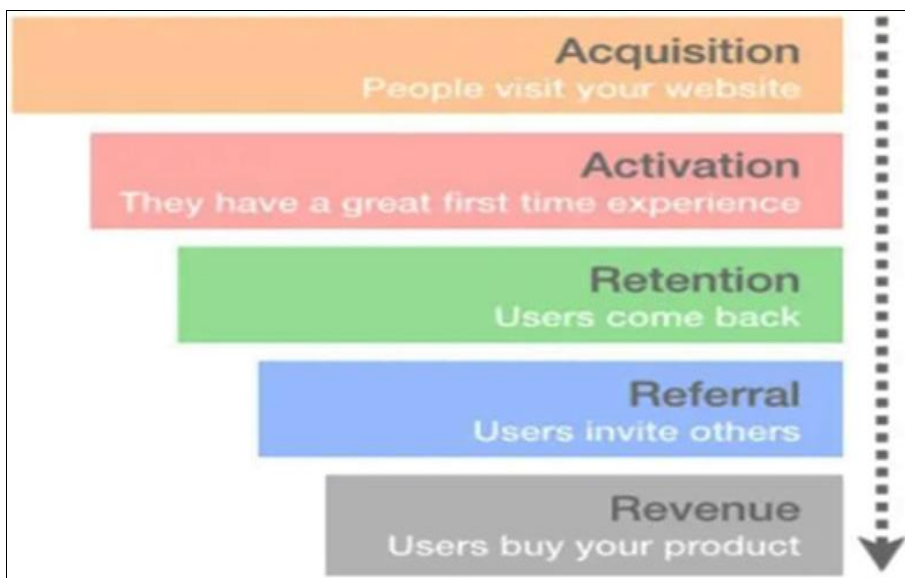 Acquisition
People visit your website
Activation
They have a great first time experience
Retention
Users come back
Referral
Users invite others
Revenue
Users buy your product